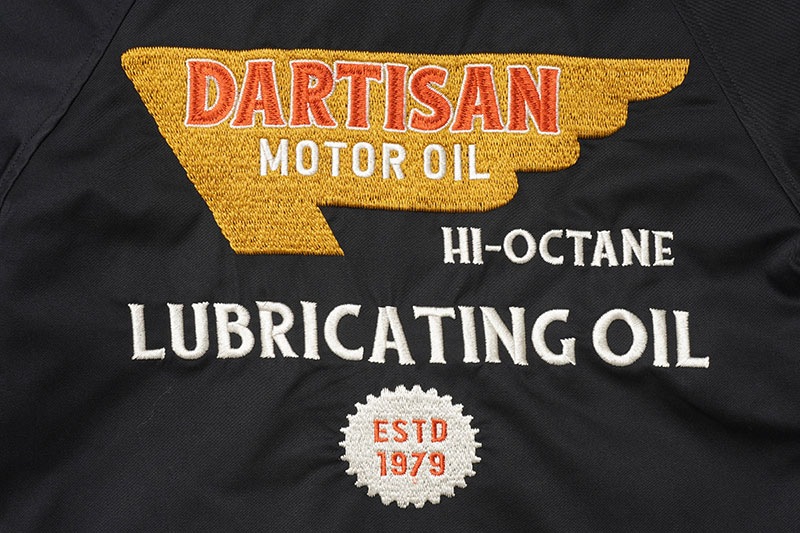 DARTISAN
MOTOR OIL
HI-OCTANE
LUBRICATING OIL
ESTD
1979